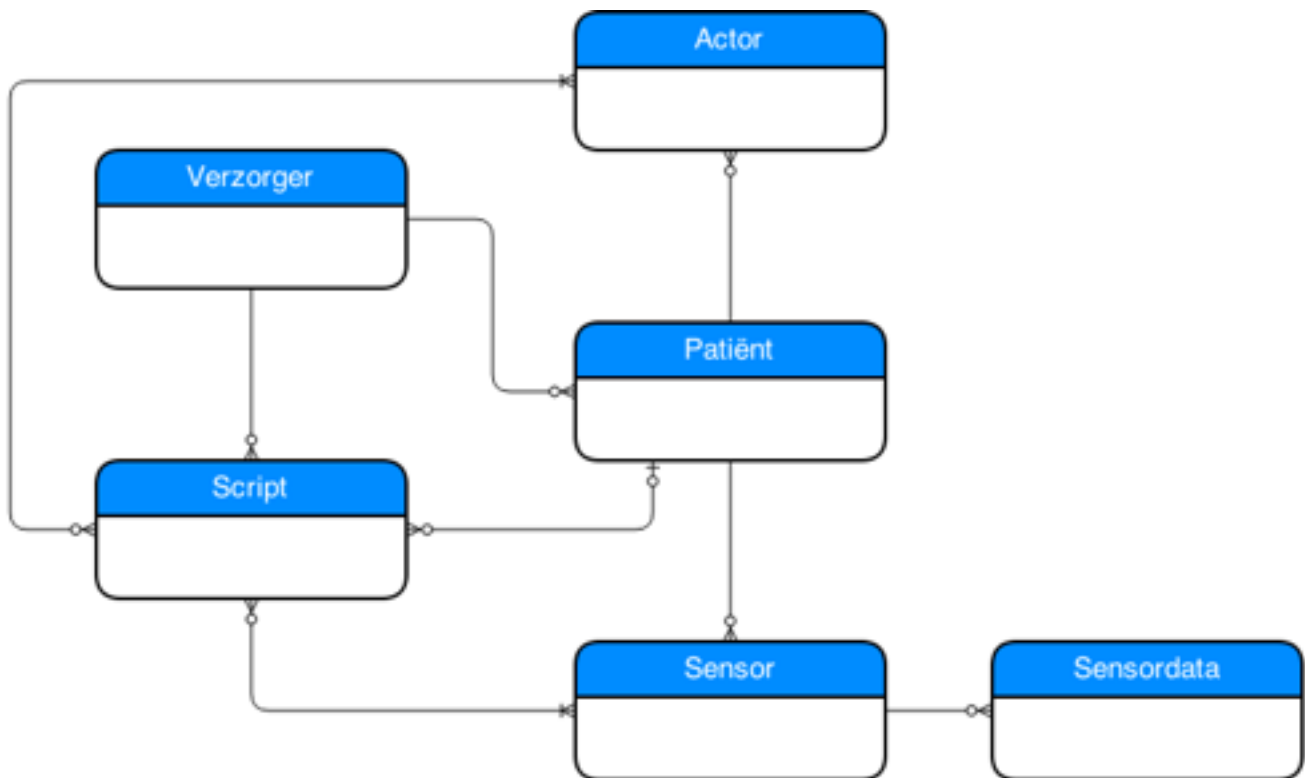 Actor
Verzorger
Patiënt
Script
Sensor
Sensordata